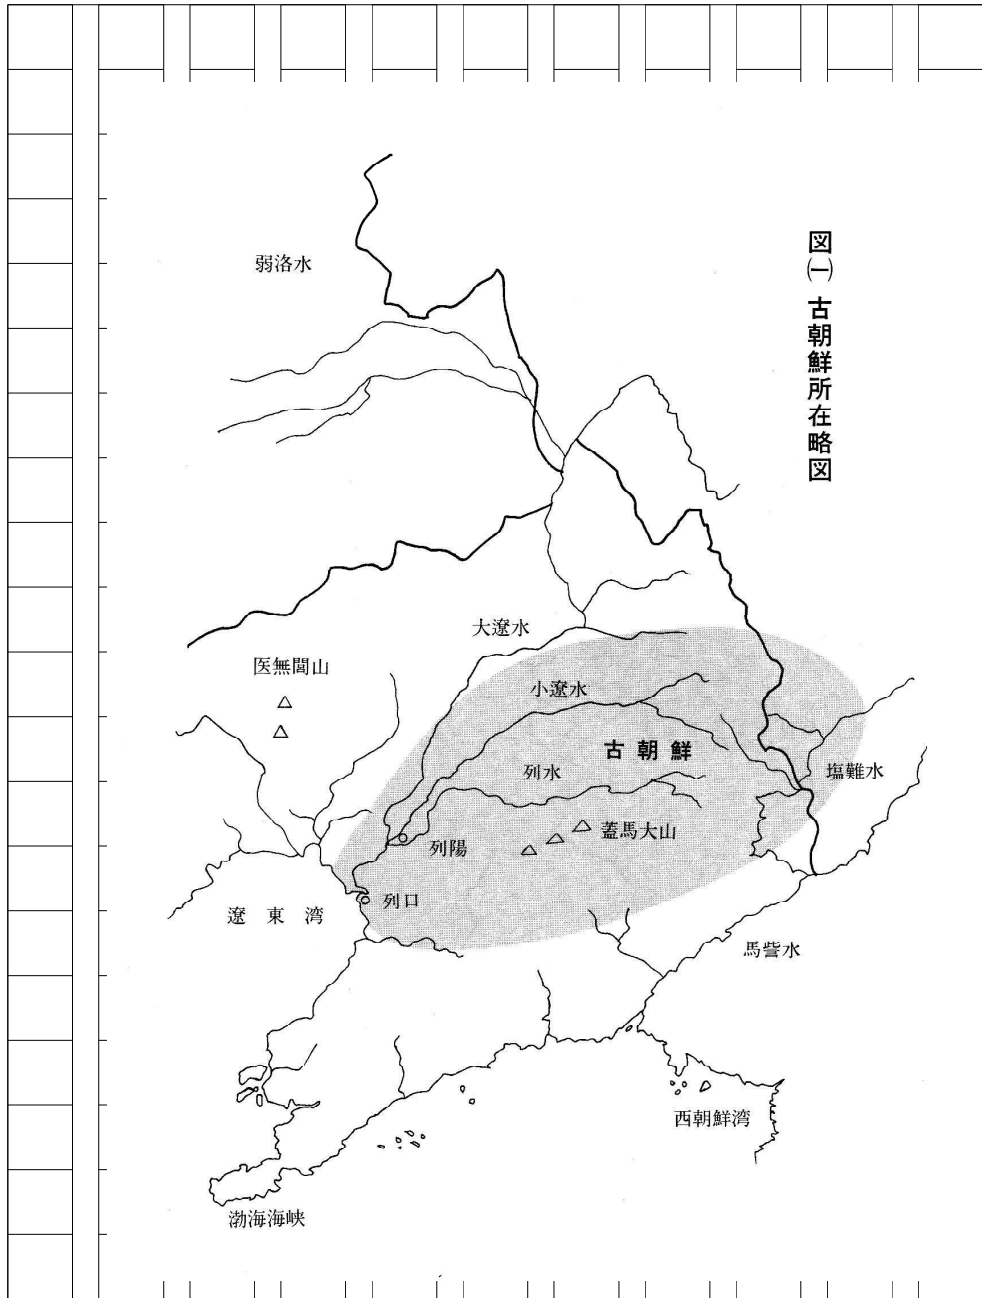 図㈠ 古朝鮮所在略図
弱洛水
大遼水
医無閭山
小遼水
古朝鮮
列水
塩難水
蓋馬大山
列陽
列口
遼東湾
馬訾水
西朝鮮湾
渤海海峡